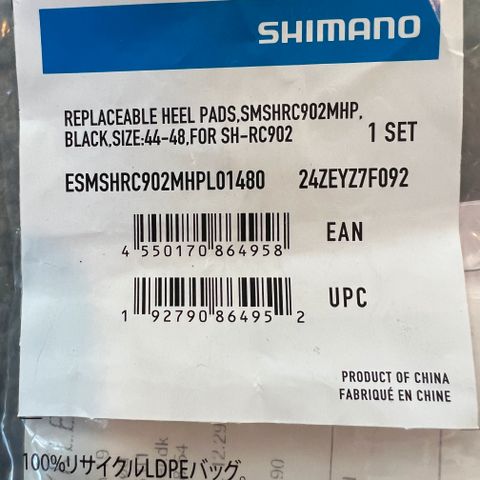 SHIMANO
REPLACEABLE HEEL PADS,SMSHRC902MHP,
BLACK,SIZE:44-48,FOR SH-RC902 1 SET
ESMSHRC902MHPL01480 24ZEYZ7F092
4 550170 864958 EAN
1 92790 86495 2 UPC
PRODUCT OF CHINA
FABRIQUÉ EN CHINE
100%リサイクルLDPEバッグ。